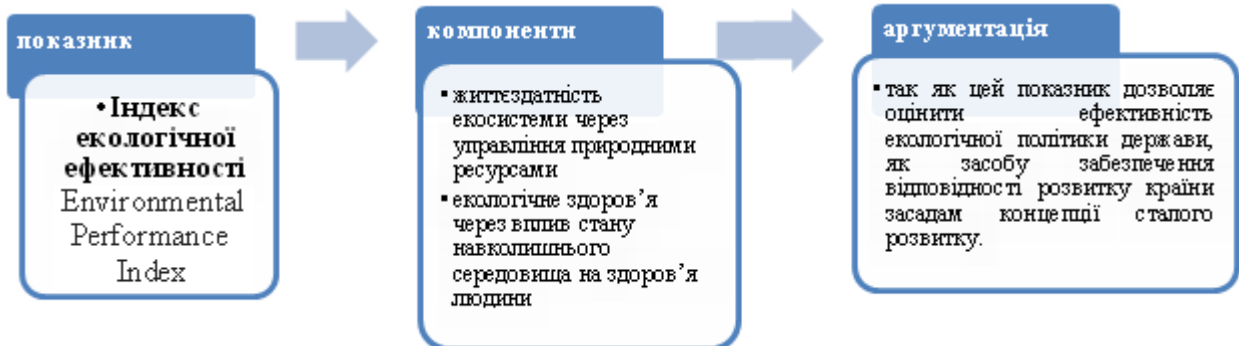 показник
• Індекс
екологічної
ефективності
Environmental
Performance
Index
компоненти
▪ життєздатність
екосистеми через
управління природними
ресурсами
▪ екологічне здоров’я
через вплив стану
навколишнього
середовища на здоров’я
людини
аргументація
▪ так як цей показник дозволяє
оцінити ефективність
екологічної політики держави,
як засобу забезпечення
відповідності розвитку країни
засадам концепції сталого
розвитку.